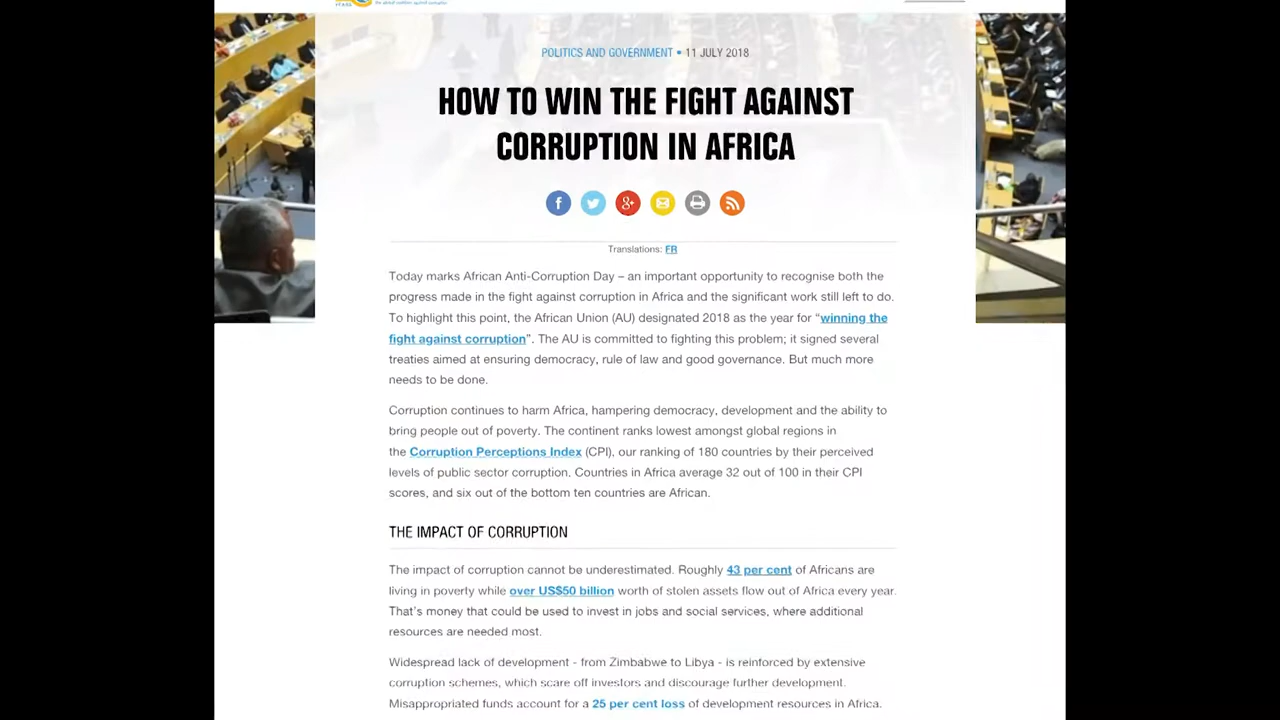 POLITICS AND GOVERNMENT • 11 JULY 2018
HOW TO WIN THE FIGHT AGAINST
CORRUPTION IN AFRICA
Translations: FR
Today marks African Anti-Corruption Day – an important opportunity to recognise both the
progress made in the fight against corruption in Africa and the significant work still left to do.
To highlight this point, the African Union (AU) designated 2018 as the year for “winning the
fight against corruption”. The AU is committed to fighting this problem; it signed several
treaties aimed at ensuring democracy, rule of law and good governance. But much more
needs to be done.
Corruption continues to harm Africa, hampering democracy, development and the ability to
bring people out of poverty. The continent ranks lowest amongst global regions in
the Corruption Perceptions Index (CPI), our ranking of 180 countries by their perceived
levels of public sector corruption. Countries in Africa average 32 out of 100 in their CPI
scores, and six out of the bottom ten countries are African.
THE IMPACT OF CORRUPTION
The impact of corruption cannot be underestimated. Roughly 43 per cent of Africans are
living in poverty while over US$50 billion worth of stolen assets flow out of Africa every year.
That’s money that could be used to invest in jobs and social services, where additional
resources are needed most.
Widespread lack of development - from Zimbabwe to Libya - is reinforced by extensive
corruption schemes, which scare off investors and discourage further development.
Misappropriated funds account for a 25 per cent loss of development resources in Africa.